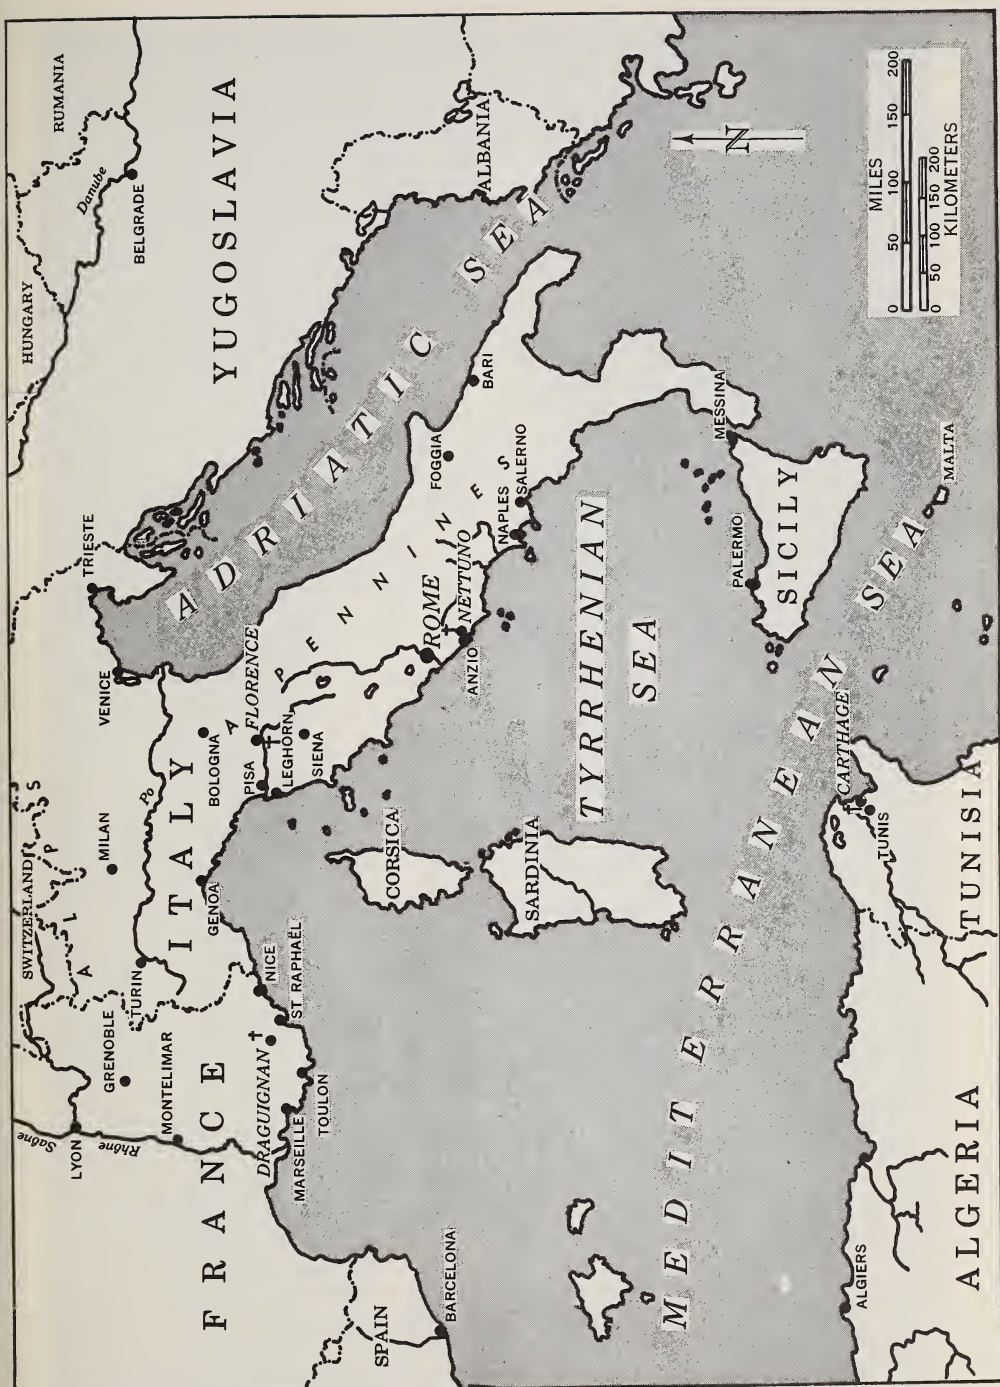 RUMANIA
HUNGARY
Danube
BELGRADE
YUGOSLAVIA
ALBANIA
SWITZERLAND
ALPS
TRIESTE
VENICE
MILAN
Po
TURIN
ITALY
GENOA
BOLOGNA
FLORENCE
PISA
LEGHORN
SIENA
APENNINES
ADRIATIC SEA
ROME
NETTUNO
ANZIO
FOGGIA
BARI
NAPLES
SALERNO
Saône
LYON
Rhône
GRENOBLE
MONTELIMAR
FRANCE
DRAGUIGNAN
NICE
ST RAPHAËL
TOULON
MARSEILLE
SPAIN
BARCELONA
CORSICA
SARDINIA
TYRRHENIAN
SEA
MESSINA
PALERMO
SICILY
MALTA
MEDITERRANEAN SEA
CARTHAGE
TUNIS
TUNISIA
ALGIERS
ALGERIA
N
MILES
0 50 100 150 200
0 50 100 150 200
KILOMETERS